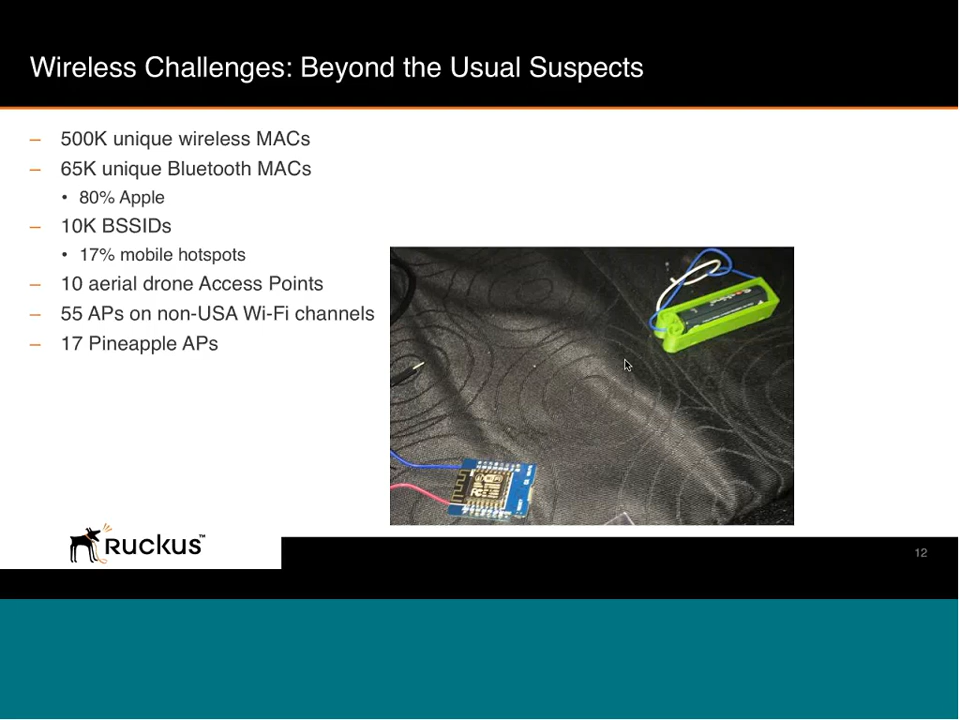 Wireless Challenges: Beyond the Usual Suspects
– 500K unique wireless MACs
– 65K unique Bluetooth MACs
• 80% Apple
– 10K BSSIDs
• 17% mobile hotspots
– 10 aerial drone Access Points
– 55 APs on non-USA Wi-Fi channels
– 17 Pineapple APs
RUCKUS™
12